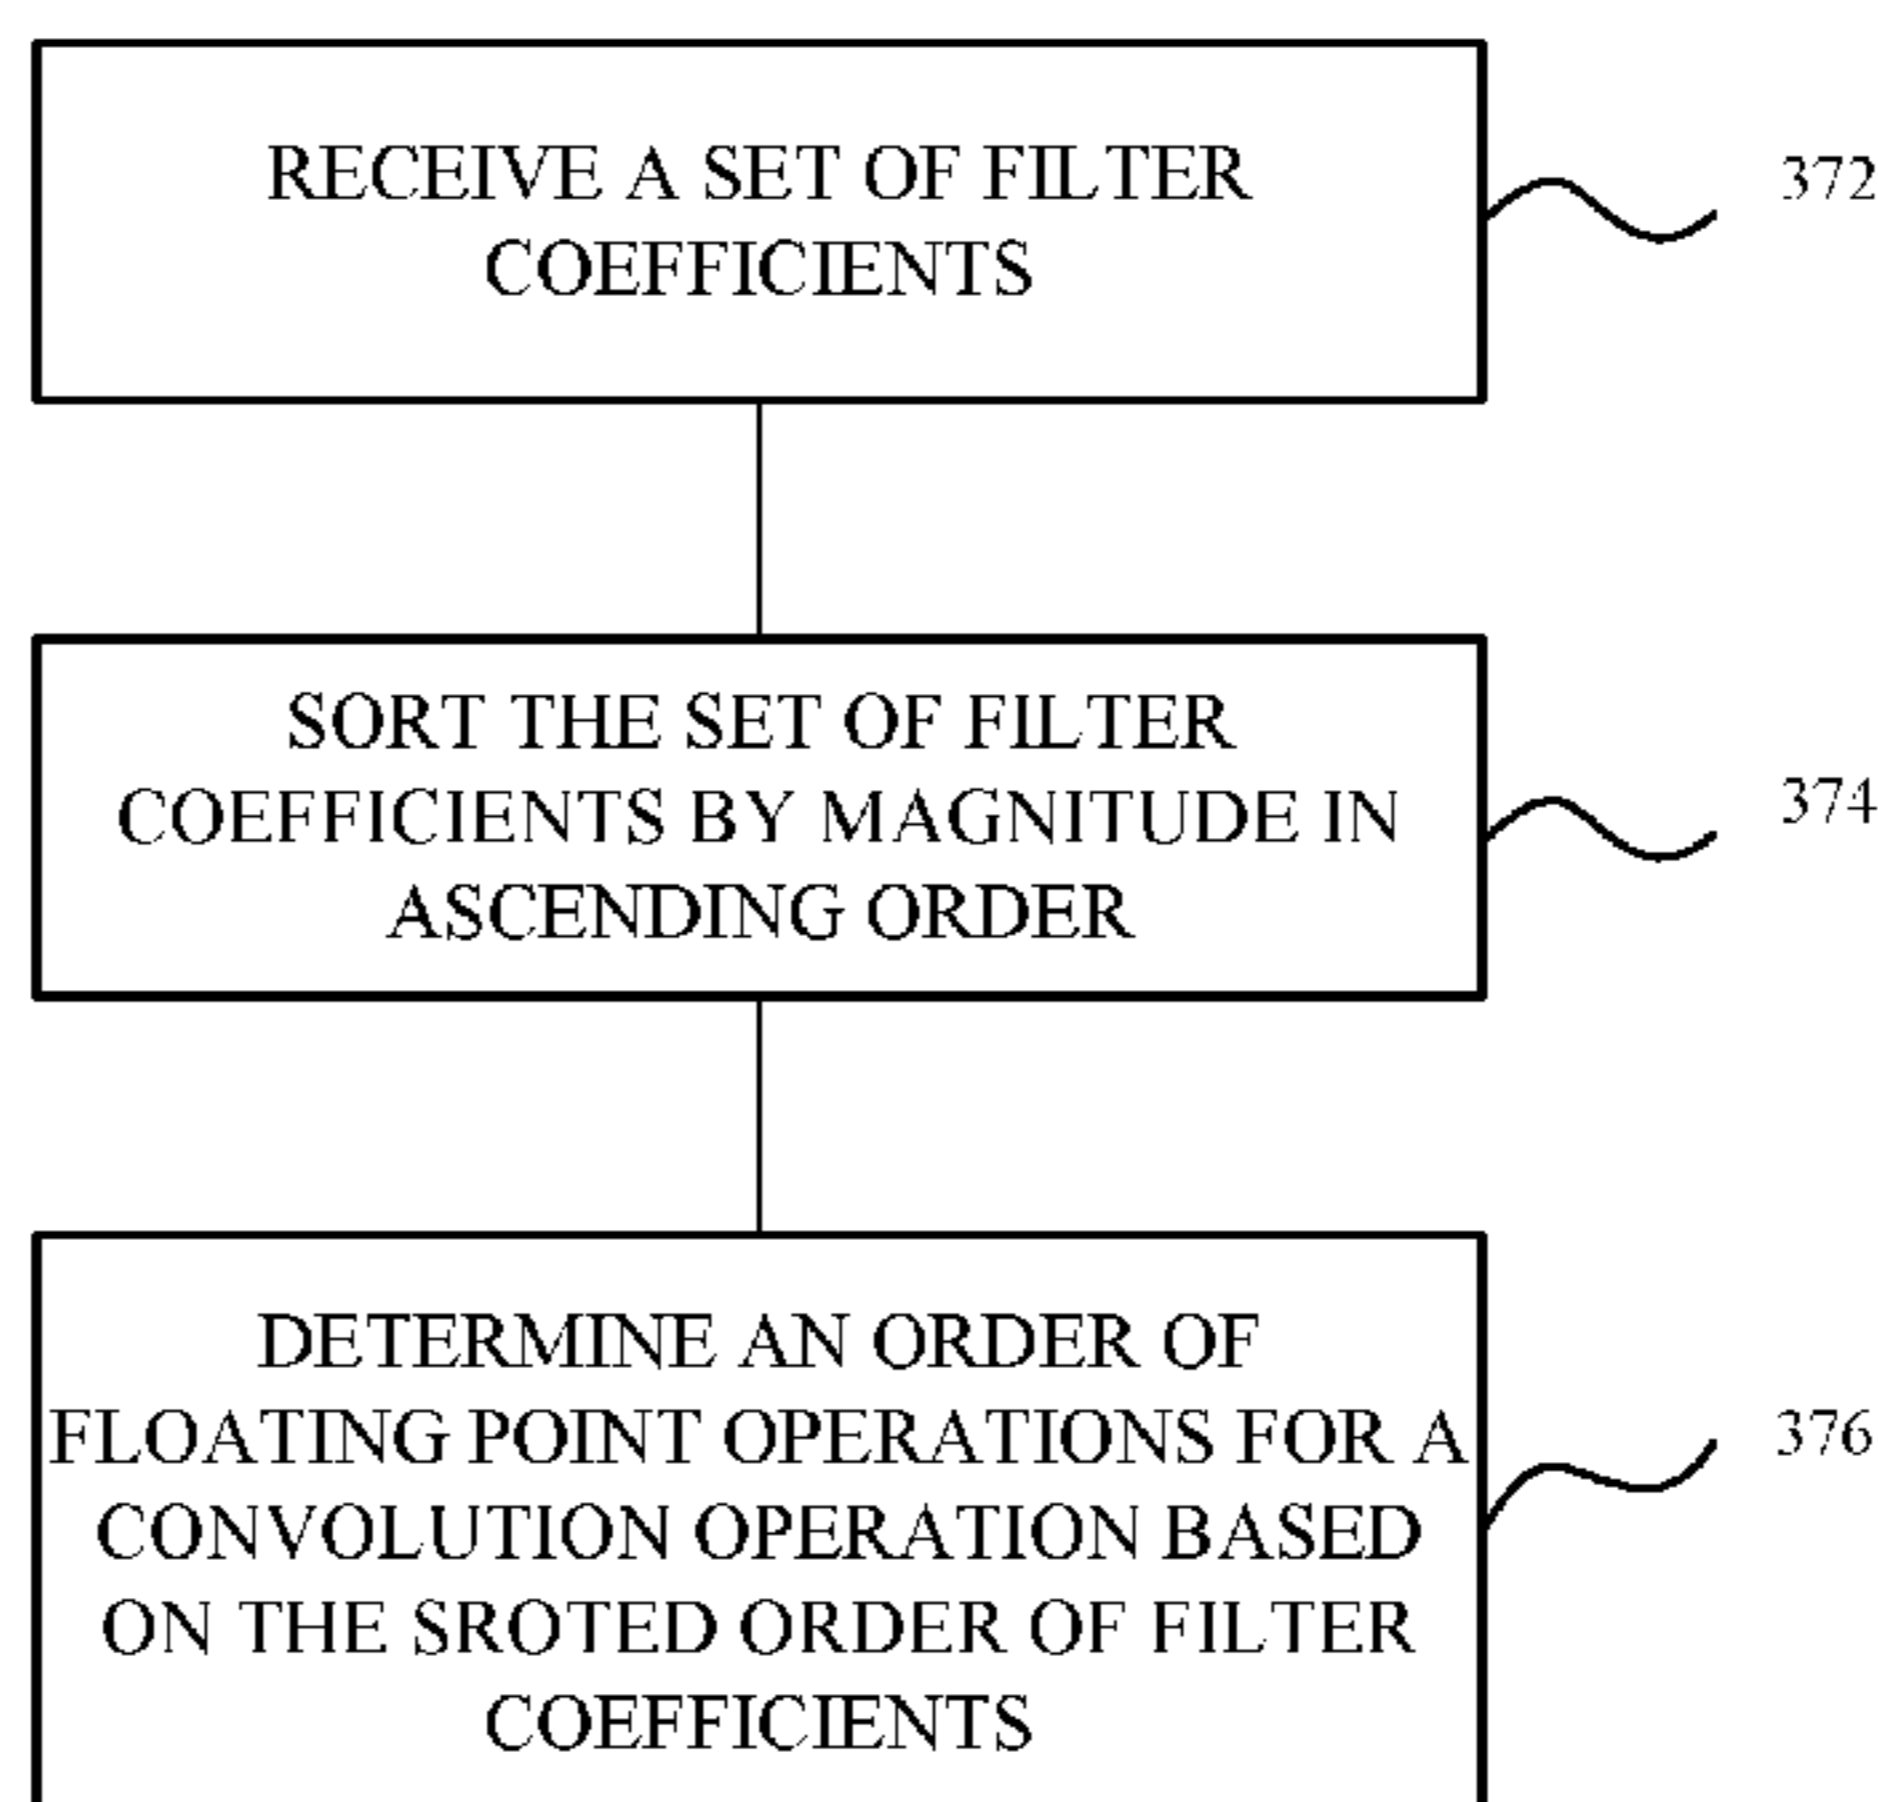 RECEIVE A SET OF FILTER
COEFFICIENTS
372
SORT THE SET OF FILTER
COEFFICIENTS BY MAGNITUDE IN
ASCENDING ORDER
374
DETERMINE AN ORDER OF
FLOATING POINT OPERATIONS FOR A
CONVOLUTION OPERATION BASED
ON THE SROTED ORDER OF FILTER
COEFFICIENTS
376